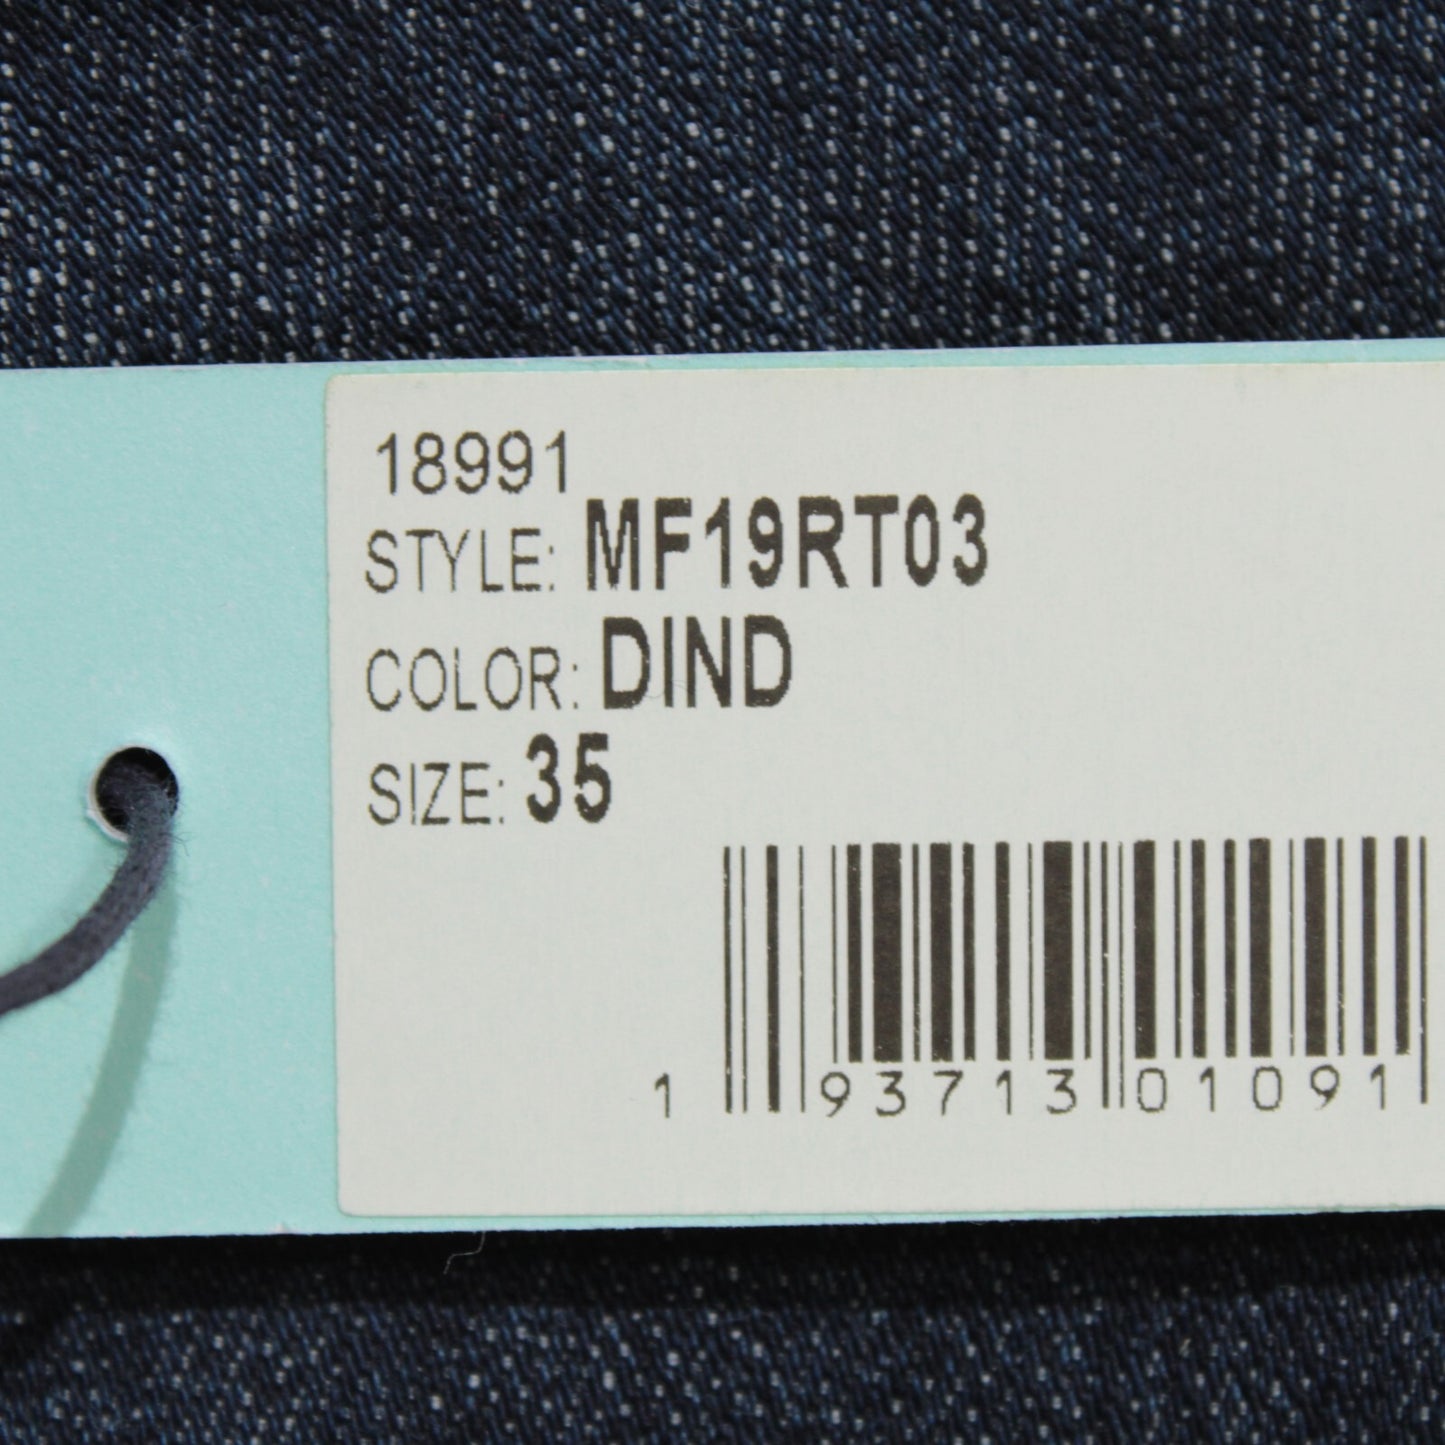 18991
STYLE: MF19RT03
COLOR: DIND
SIZE: 35
1 93713 01091